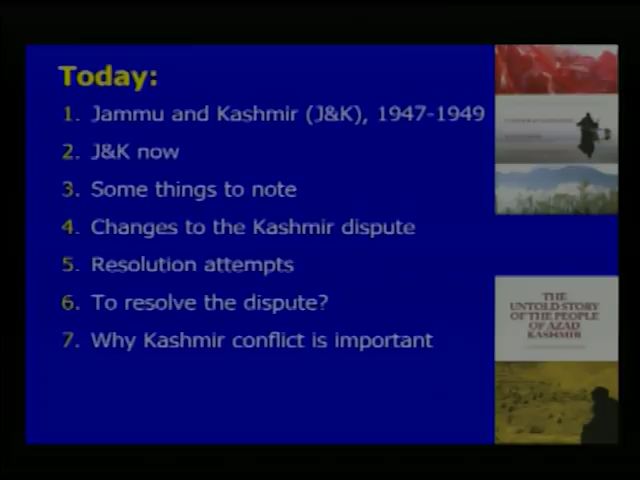 Today:
1. Jammu and Kashmir (J&K), 1947-1949
2. J&K now
3. Some things to note
4. Changes to the Kashmir dispute
5. Resolution attempts
6. To resolve the dispute?
7. Why Kashmir conflict is important
THE
UNTOLD STORY
OF THE PEOPLE
OF AZAD
KASHMIR